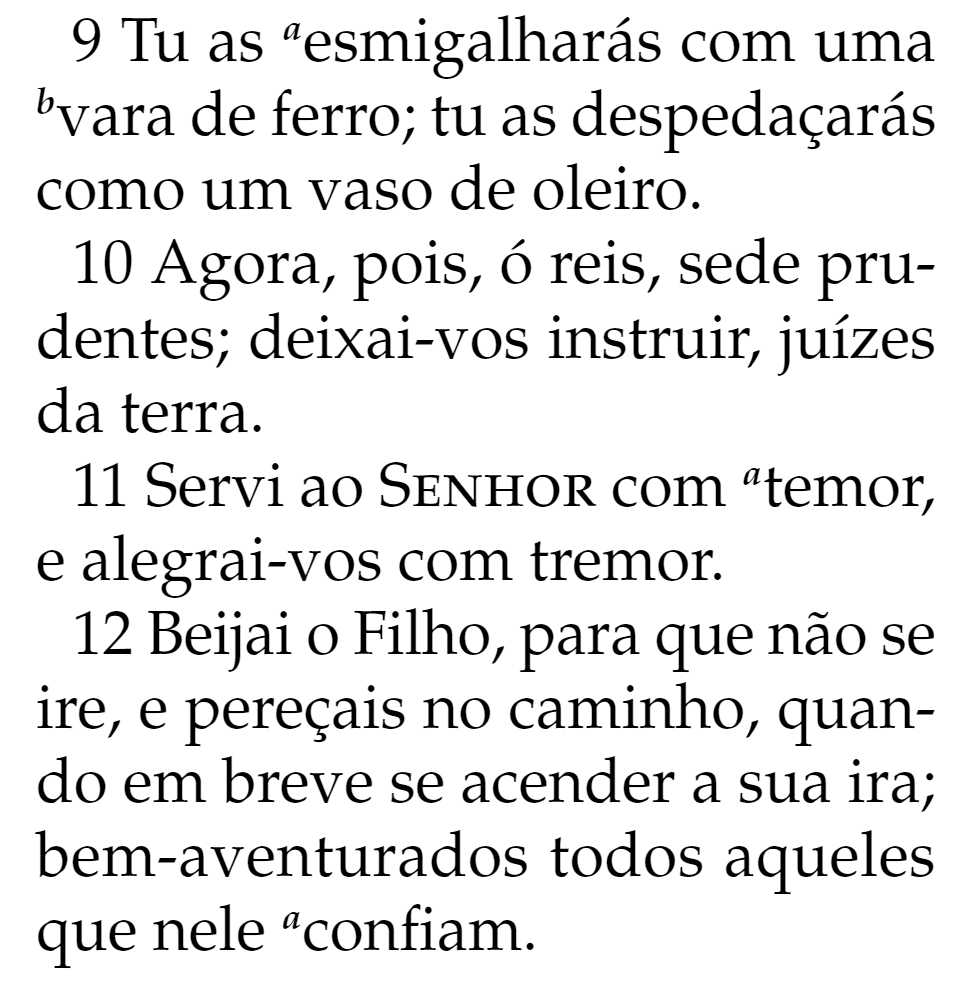 9 Tu as ᵃesmigalharás com uma
ᵇvara de ferro; tu as despedaçarás
como um vaso de oleiro.
10 Agora, pois, ó reis, sede pru-
dentes; deixai-vos instruir, juízes
da terra.
11 Servi ao SENHOR com ᵃtemor,
e alegrai-vos com tremor.
12 Beijai o Filho, para que não se
ire, e pereçais no caminho, quan-
do em breve se acender a sua ira;
bem-aventurados todos aqueles
que nele ᵃconfiam.